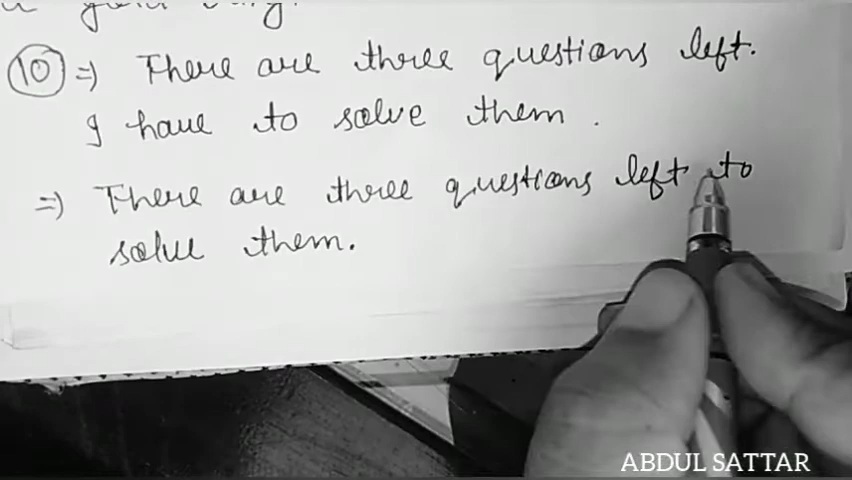 ⑩ => There are three questions left.
I have to solve them.
=) There are three questions left to
solve them.
ABDUL SATTAR